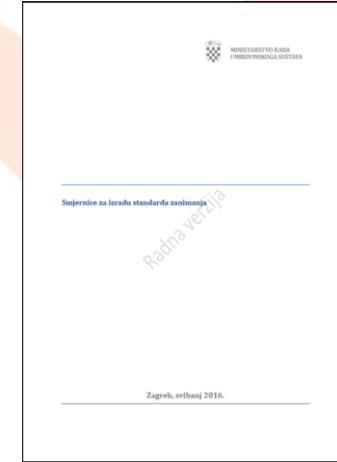 MINISTARSTVO RADA
I MIROVINSKOGA SUSTAVA
Smjernice za izradu standarda zanimanja
Radna verzija
Zagreb, svibanj 2016.